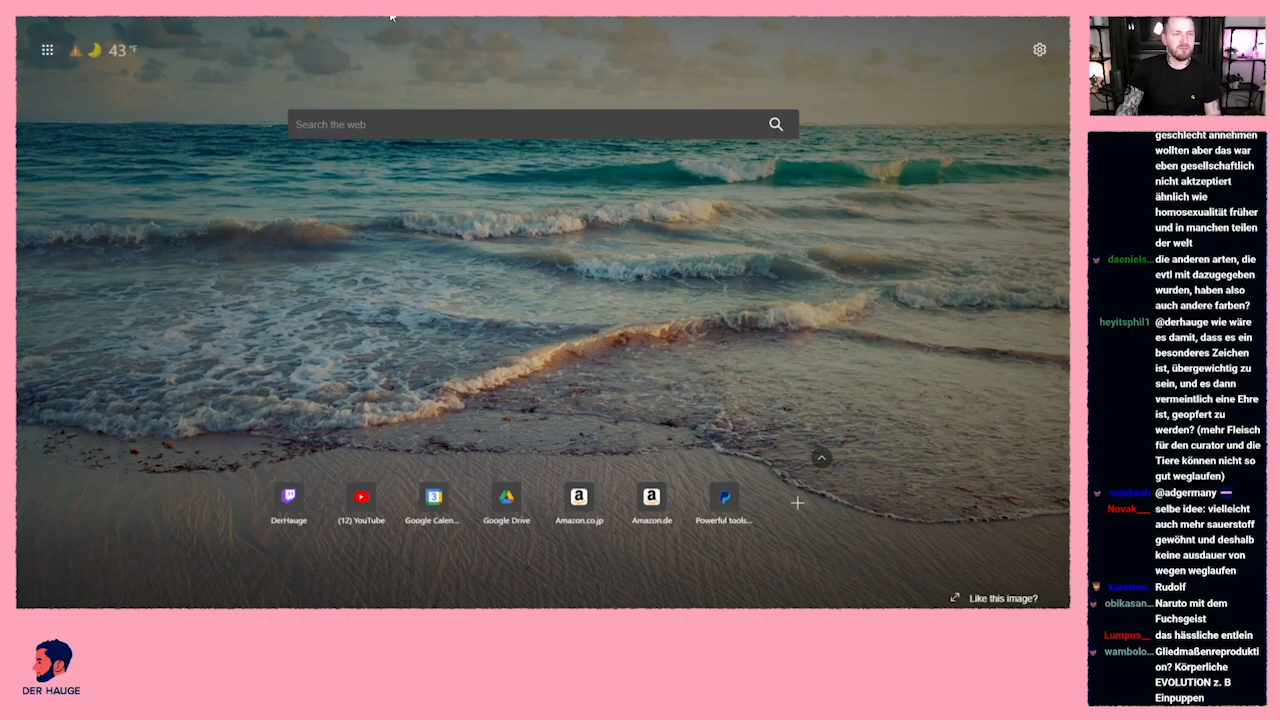 43 °F
Search the web
DerHauge
(12) YouTube
Google Calen...
Google Drive
Amazon.co.jp
Amazon.de
Powerful tools...
Like this image?
DER HAUGE
geschlecht annehmen
wollten aber das war
eben gesellschaftlich
nicht aktzeptiert
ähnlich wie
homosexualität früher
und in manchen teilen
der welt
daeniels... die anderen arten, die
evtl mit dazugegeben
wurden, haben also
auch andere farben?
heyitsphil1 @derhauge wie wäre
es damit, dass es ein
besonderes Zeichen
ist, übergewichtig zu
sein, und es dann
vermeintlich eine Ehre
ist, geopfert zu
werden? (mehr Fleisch
für den curator und die
Tiere können nicht so
gut weglaufen)
@adgermany
Novak___ selbe idee: vielleicht
auch mehr sauerstoff
gewöhnt und deshalb
keine ausdauer von
wegen weglaufen
Rudolf
obikasan... Naruto mit dem
Fuchsgeist
Lumpus__ das hässliche entlein
wambolo... Gliedmaßenreprodukti
on? Körperliche
EVOLUTION z. B
Einpuppen